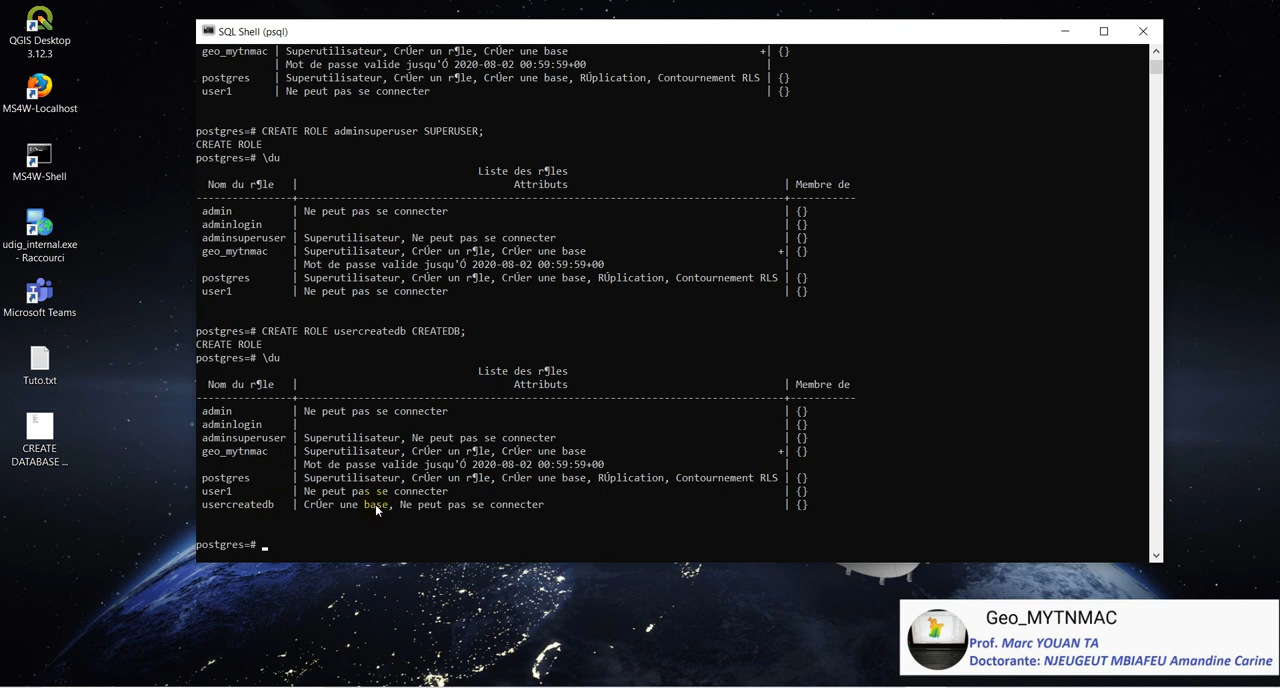 QGIS Desktop
3.12.3
MS4W-Localhost
MS4W-Shell
udig_internal.exe
- Raccourci
Microsoft Teams
Tuto.txt
CREATE
DATABASE ...
SQL Shell (psql)
geo_mytnmac | Superutilisateur, CrÚer un r¶le, CrÚer une base +| {}
| Mot de passe valide jusqu'Ó 2020-08-02 00:59:59+00 |
postgres | Superutilisateur, CrÚer un r¶le, CrÚer une base, RÚplication, Contournement RLS | {}
user1 | Ne peut pas se connecter | {}
postgres=# CREATE ROLE adminsuperuser SUPERUSER;
CREATE ROLE
postgres=# \du
Liste des r¶les
Nom du r¶le | Attributs | Membre de
----------------+---------------------------------------------------------------------------------+-----------
admin | Ne peut pas se connecter | {}
adminlogin | | {}
adminsuperuser | Superutilisateur, Ne peut pas se connecter | {}
geo_mytnmac | Superutilisateur, CrÚer un r¶le, CrÚer une base +| {}
| Mot de passe valide jusqu'Ó 2020-08-02 00:59:59+00 |
postgres | Superutilisateur, CrÚer un r¶le, CrÚer une base, RÚplication, Contournement RLS | {}
user1 | Ne peut pas se connecter | {}
postgres=# CREATE ROLE usercreatedb CREATEDB;
CREATE ROLE
postgres=# \du
Liste des r¶les
Nom du r¶le | Attributs | Membre de
----------------+---------------------------------------------------------------------------------+-----------
admin | Ne peut pas se connecter | {}
adminlogin | | {}
adminsuperuser | Superutilisateur, Ne peut pas se connecter | {}
geo_mytnmac | Superutilisateur, CrÚer un r¶le, CrÚer une base +| {}
| Mot de passe valide jusqu'Ó 2020-08-02 00:59:59+00 |
postgres | Superutilisateur, CrÚer un r¶le, CrÚer une base, RÚplication, Contournement RLS | {}
user1 | Ne peut pas se connecter | {}
usercreatedb | CrÚer une base, Ne peut pas se connecter | {}
postgres=#
Geo_MYTNMAC
Prof. Marc YOUAN TA
Doctorante: NJEUGEUT MBIAFEU Amandine Carine